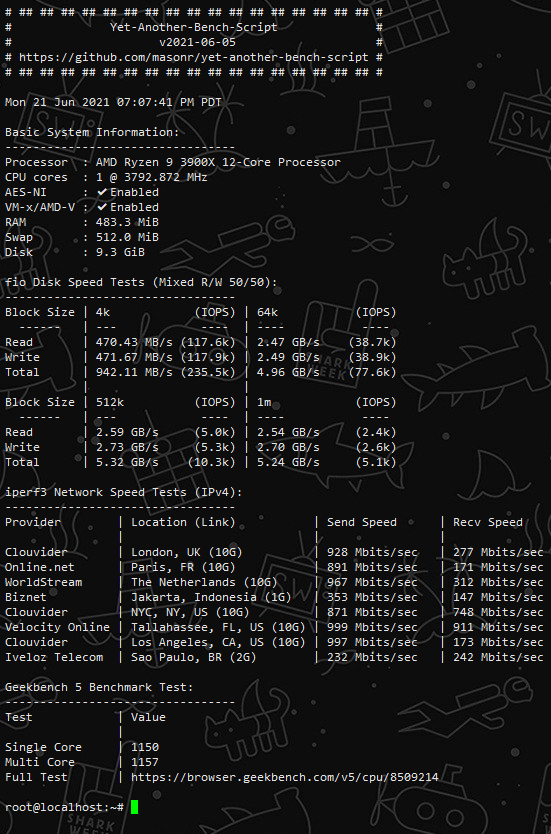 # ## ## ## ## ## ## ## ## ## ## ## ## ## ## ## ## ## #
#              Yet-Another-Bench-Script              #
#                     v2021-06-05                    #
# https://github.com/masonr/yet-another-bench-script #
# ## ## ## ## ## ## ## ## ## ## ## ## ## ## ## ## ## #
Mon 21 Jun 2021 07:07:41 PM PDT
Basic System Information:
---------------------------------
Processor  : AMD Ryzen 9 3900X 12-Core Processor
CPU cores  : 1 @ 3792.872 MHz
AES-NI     : ✔ Enabled
VM-x/AMD-V : ✔ Enabled
RAM        : 483.3 MiB
Swap       : 512.0 MiB
Disk       : 9.3 GiB
fio Disk Speed Tests (Mixed R/W 50/50):
---------------------------------
Block Size | 4k            (IOPS) | 64k           (IOPS)
  ------   | ---            ----  | ----           ----
Read       | 470.43 MB/s (117.6k) | 2.47 GB/s    (38.7k)
Write      | 471.67 MB/s (117.9k) | 2.49 GB/s    (38.9k)
Total      | 942.11 MB/s (235.5k) | 4.96 GB/s    (77.6k)
           |                      |
Block Size | 512k          (IOPS) | 1m            (IOPS)
  ------   | ---            ----  | ----           ----
Read       | 2.59 GB/s     (5.0k) | 2.54 GB/s     (2.4k)
Write      | 2.73 GB/s     (5.3k) | 2.70 GB/s     (2.6k)
Total      | 5.32 GB/s    (10.3k) | 5.24 GB/s     (5.1k)
iperf3 Network Speed Tests (IPv4):
---------------------------------
Provider        | Location (Link)           | Send Speed      | Recv Speed
                |                           |                 |
Clouvider       | London, UK (10G)          | 928 Mbits/sec   | 277 Mbits/sec
Online.net      | Paris, FR (10G)           | 891 Mbits/sec   | 171 Mbits/sec
WorldStream     | The Netherlands (10G)     | 967 Mbits/sec   | 312 Mbits/sec
Biznet          | Jakarta, Indonesia (1G)   | 353 Mbits/sec   | 147 Mbits/sec
Clouvider       | NYC, NY, US (10G)         | 871 Mbits/sec   | 748 Mbits/sec
Velocity Online | Tallahassee, FL, US (10G) | 999 Mbits/sec   | 911 Mbits/sec
Clouvider       | Los Angeles, CA, US (10G) | 997 Mbits/sec   | 173 Mbits/sec
Iveloz Telecom  | Sao Paulo, BR (2G)        | 232 Mbits/sec   | 242 Mbits/sec
Geekbench 5 Benchmark Test:
---------------------------------
Test            | Value
                |
Single Core     | 1150
Multi Core      | 1157
Full Test       | https://browser.geekbench.com/v5/cpu/8509214
root@localhost:~#
SW
SW
SHARK
WEEK
SW
SHARK
WEEK